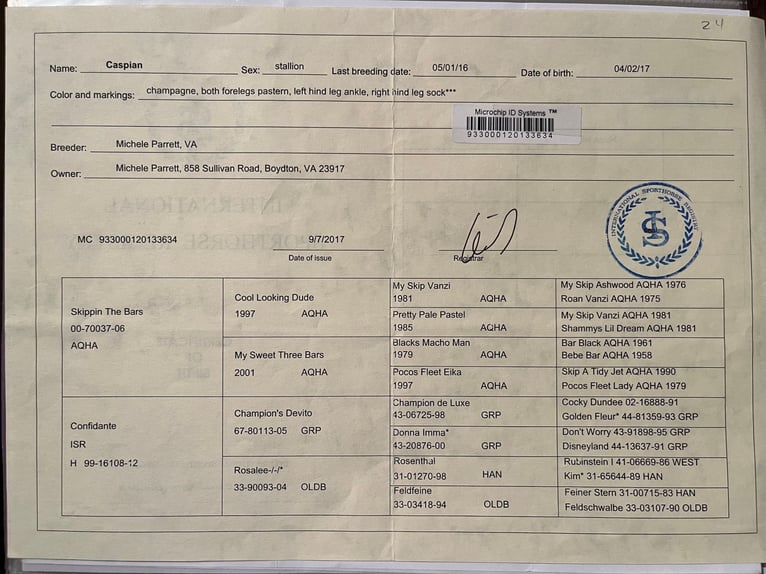 24
Name: Caspian Sex: stallion Last breeding date: 05/01/16 Date of birth: 04/02/17
Color and markings: champagne, both forelegs pastern, left hind leg ankle, right hind leg sock***
Microchip ID Systems ™
933000120133634
Breeder: Michele Parrett, VA
Owner: Michele Parrett, 858 Sullivan Road, Boydton, VA 23917
INTERNATIONAL SPORTHORSE REGISTRY
MC 933000120133634 9/7/2017
Date of issue Registrar
Skippin The Bars
00-70037-06
AQHA
Confidante
ISR
H 99-16108-12
Cool Looking Dude
1997 AQHA
My Sweet Three Bars
2001 AQHA
Champion's Devito
67-80113-05 GRP
Rosalee-/-/*
33-90093-04 OLDB
My Skip Vanzi
1981 AQHA
Pretty Pale Pastel
1985 AQHA
Blacks Macho Man
1979 AQHA
Pocos Fleet Eika
1997 AQHA
Champion de Luxe
43-06725-98 GRP
Donna Imma*
43-20876-00 GRP
Rosenthal
31-01270-98 HAN
Feldfeine
33-03418-94 OLDB
My Skip Ashwood AQHA 1976
Roan Vanzi AQHA 1975
My Skip Vanzi AQHA 1981
Shammys Lil Dream AQHA 1981
Bar Black AQHA 1961
Bebe Bar AQHA 1958
Skip A Tidy Jet AQHA 1990
Pocos Fleet Lady AQHA 1979
Cocky Dundee 02-16888-91
Golden Fleur* 44-81359-93 GRP
Don't Worry 43-91898-95 GRP
Disneyland 44-13637-91 GRP
Rubinstein I 41-06669-86 WEST
Kim* 31-65644-89 HAN
Feiner Stern 31-00715-83 HAN
Feldschwalbe 33-03107-90 OLDB